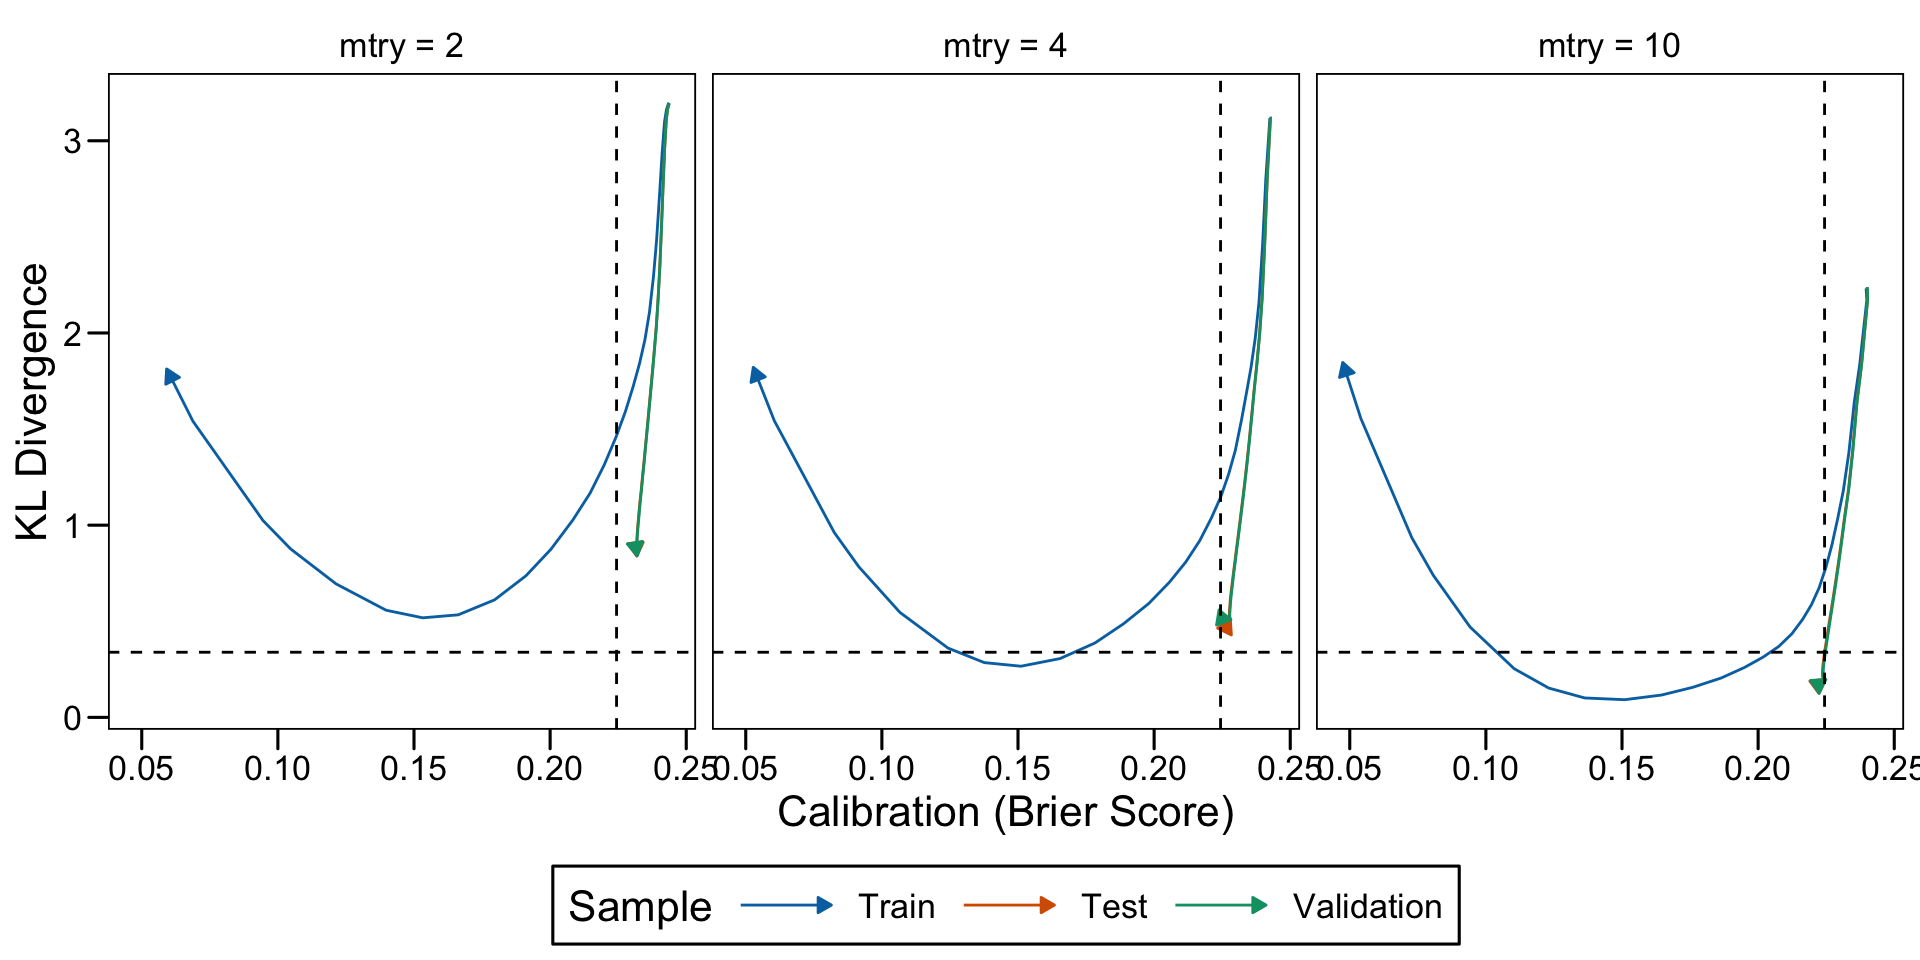 mtry = 2
mtry = 4
mtry = 10
KL Divergence
3
2
1
0
0.05 0.10 0.15 0.20 0.25
0.05 0.10 0.15 0.20 0.25
0.05 0.10 0.15 0.20 0.25
Calibration (Brier Score)
Sample Train Test Validation